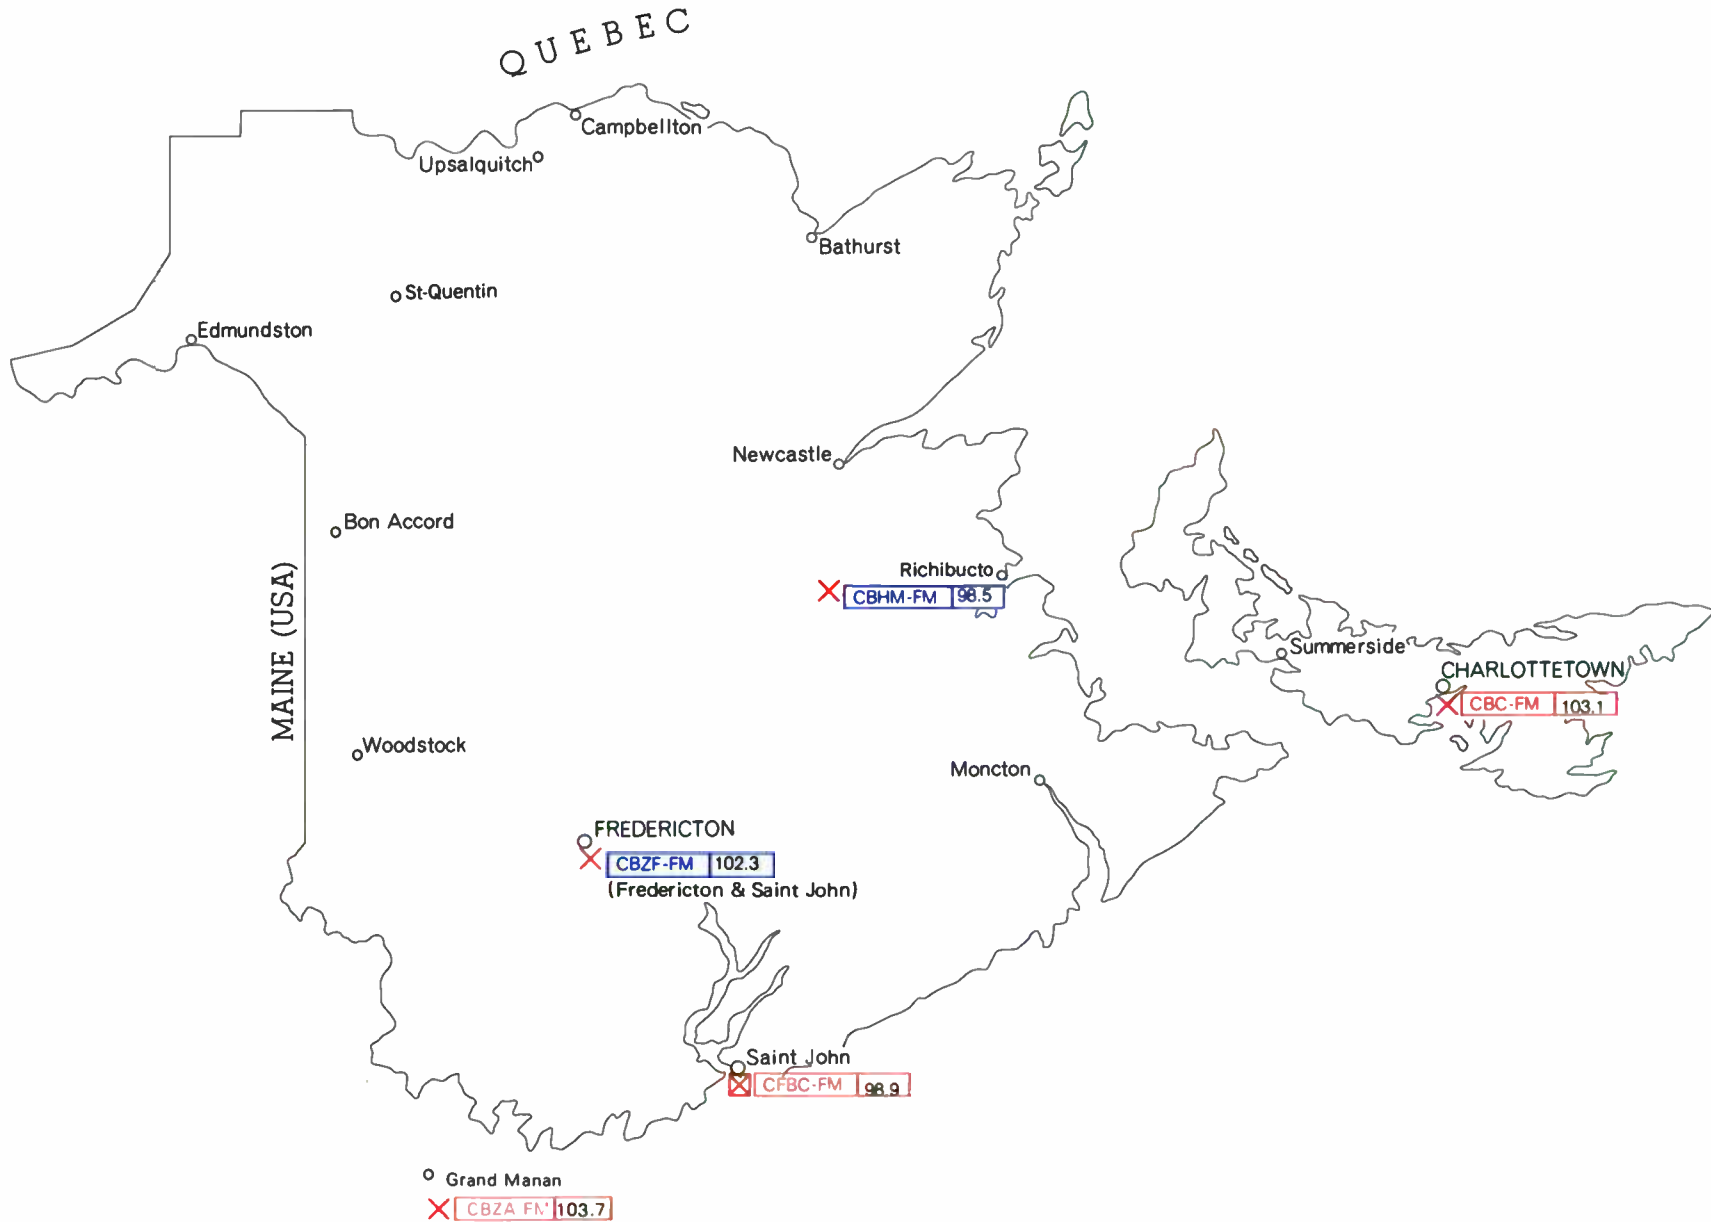 QUEBEC
Campbellton
Upsalquitch
Bathurst
St-Quentin
Edmundston
Newcastle
Bon Accord
MAINE (USA)
Richibucto
CBHM-FM 98.5
Summerside
CHARLOTTETOWN
CBC-FM 103.1
Woodstock
Moncton
FREDERICTON
CBZF-FM 102.3
(Fredericton & Saint John)
Saint John
CFBC-FM 98.9
Grand Manan
CBZA FM 103.7